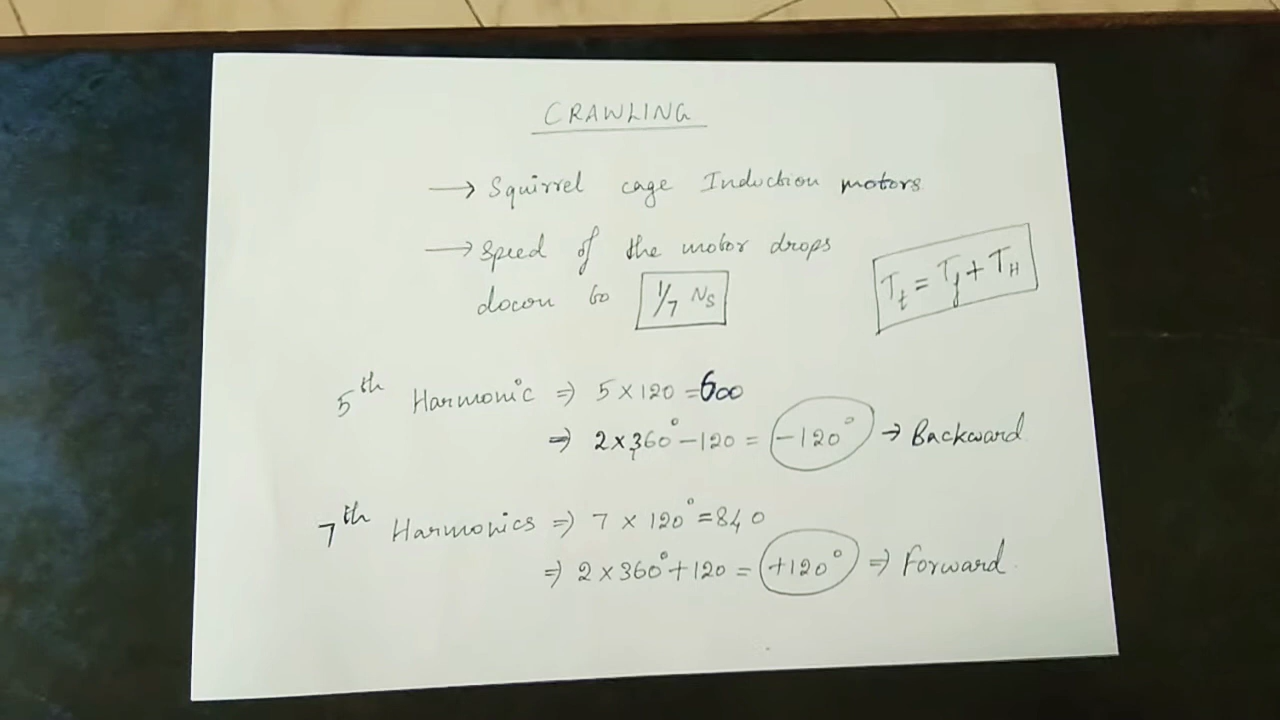 CRAWLING
→ Squirrel cage Induction motors
→ Speed of the motor drops
down to 1/7 Ns
Tt = Tf + TH
5th Harmonic ⇒ 5 × 120 = 600
⇒ 2 × 360° − 120 = −120° → Backward
7th Harmonics ⇒ 7 × 120° = 840
⇒ 2 × 360° + 120 = +120° ⇒ Forward